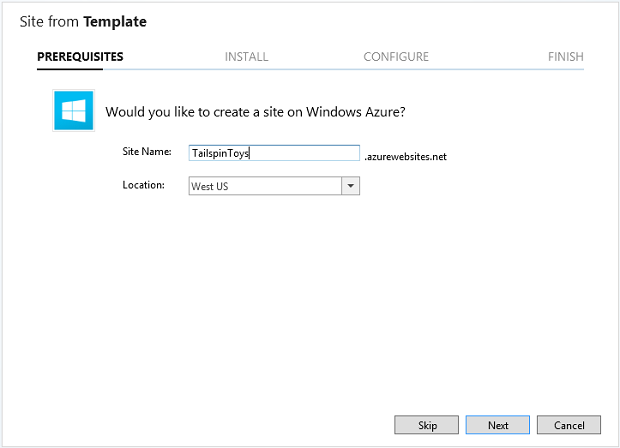 Site from Template
PREREQUISITES INSTALL CONFIGURE FINISH
Would you like to create a site on Windows Azure?
Site Name: TailspinToys .azurewebsites.net
Location: West US
Skip Next Cancel